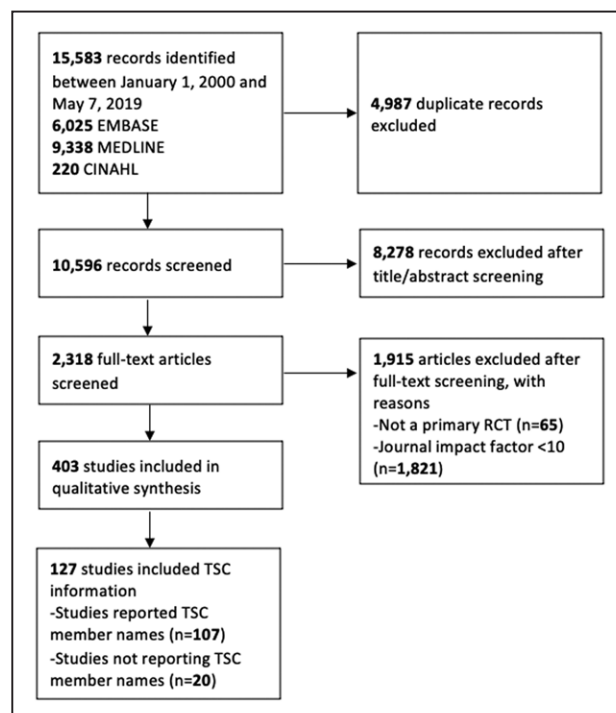 15,583 records identified
between January 1, 2000 and
May 7, 2019
6,025 EMBASE
9,338 MEDLINE
220 CINAHL
4,987 duplicate records
excluded
10,596 records screened
8,278 records excluded after
title/abstract screening
2,318 full-text articles
screened
1,915 articles excluded after
full-text screening, with
reasons
-Not a primary RCT (n=65)
-Journal impact factor <10
(n=1,821)
403 studies included in
qualitative synthesis
127 studies included TSC
information
-Studies reported TSC
member names (n=107)
-Studies not reporting TSC
member names (n=20)